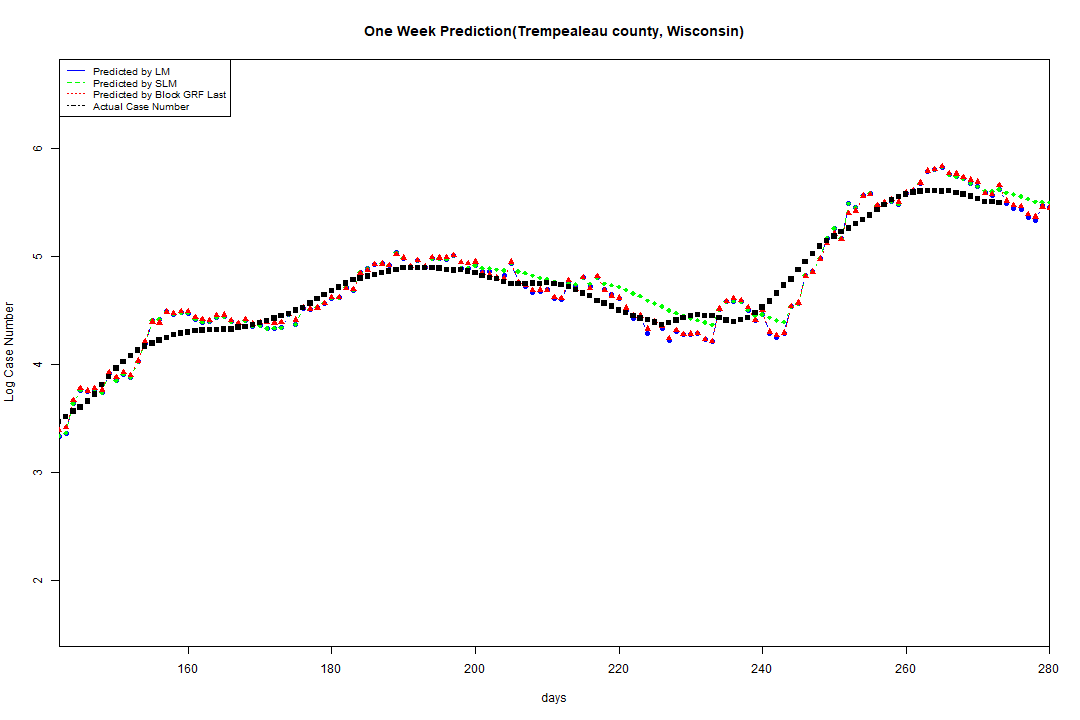 One Week Prediction(Trempealeau county, Wisconsin)
Predicted by LM
Predicted by SLM
Predicted by Block GRF Last
Actual Case Number
6
5
4
3
2
Log Case Number
160 180 200 220 240 260 280
days